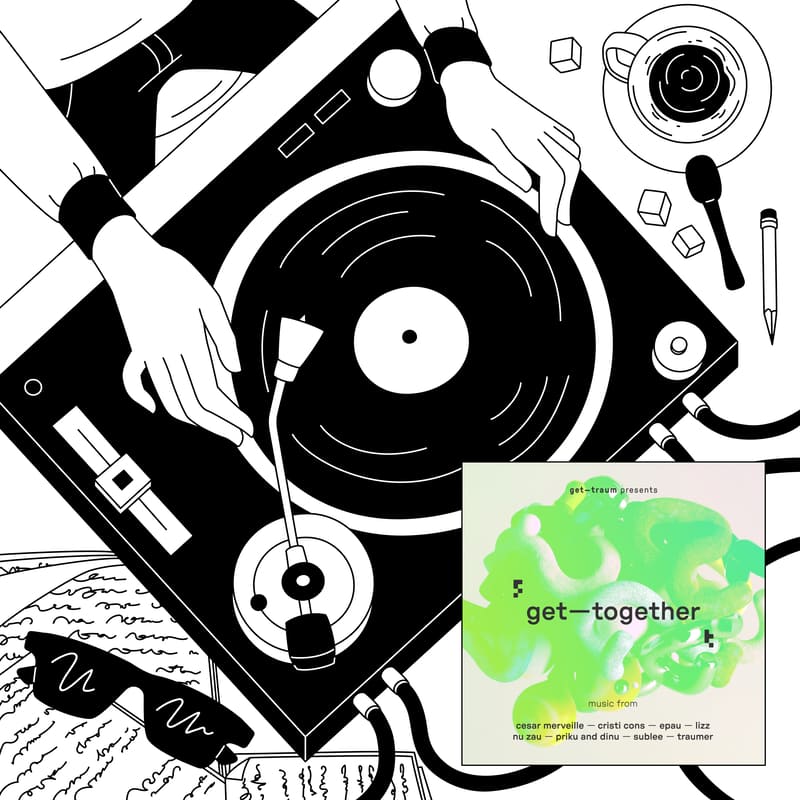 get—traum presents
get—together
music from
cesar merveille — cristi cons — epau — lizz
nu zau — priku and dinu — sublee — traumer